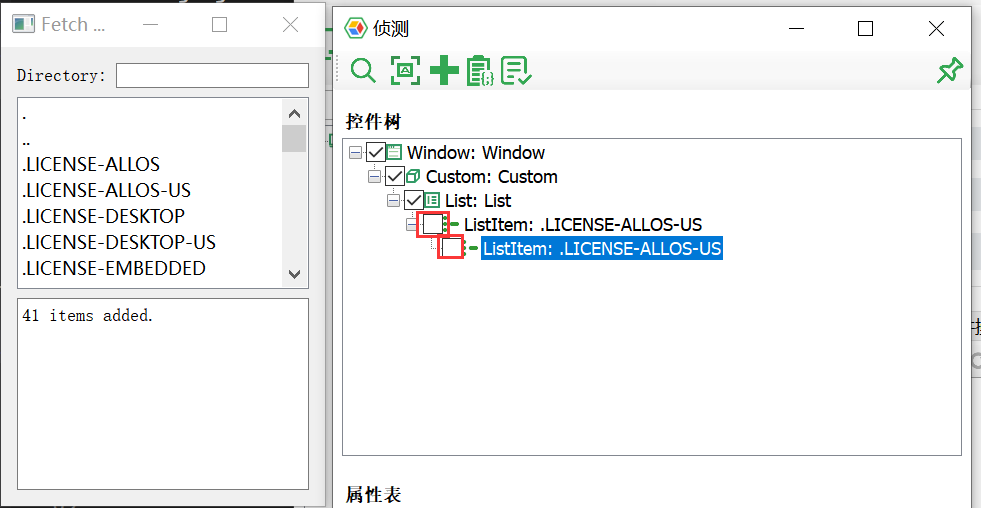 Fetch ...
Directory:
.
..
.LICENSE-ALLOS
.LICENSE-ALLOS-US
.LICENSE-DESKTOP
.LICENSE-DESKTOP-US
.LICENSE-EMBEDDED
41 items added.
侦测
控件树
Window: Window
Custom: Custom
List: List
ListItem: .LICENSE-ALLOS-US
ListItem: .LICENSE-ALLOS-US
属性表